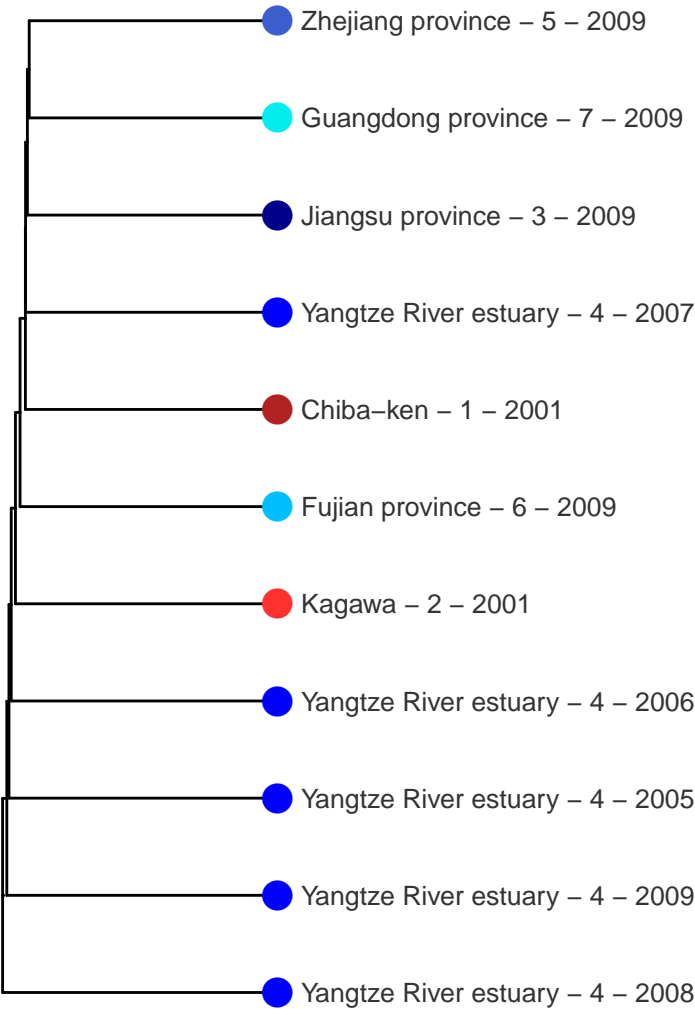 Zhejiang province – 5 – 2009
Guangdong province – 7 – 2009
Jiangsu province – 3 – 2009
Yangtze River estuary – 4 – 2007
Chiba–ken – 1 – 2001
Fujian province – 6 – 2009
Kagawa – 2 – 2001
Yangtze River estuary – 4 – 2006
Yangtze River estuary – 4 – 2005
Yangtze River estuary – 4 – 2009
Yangtze River estuary – 4 – 2008